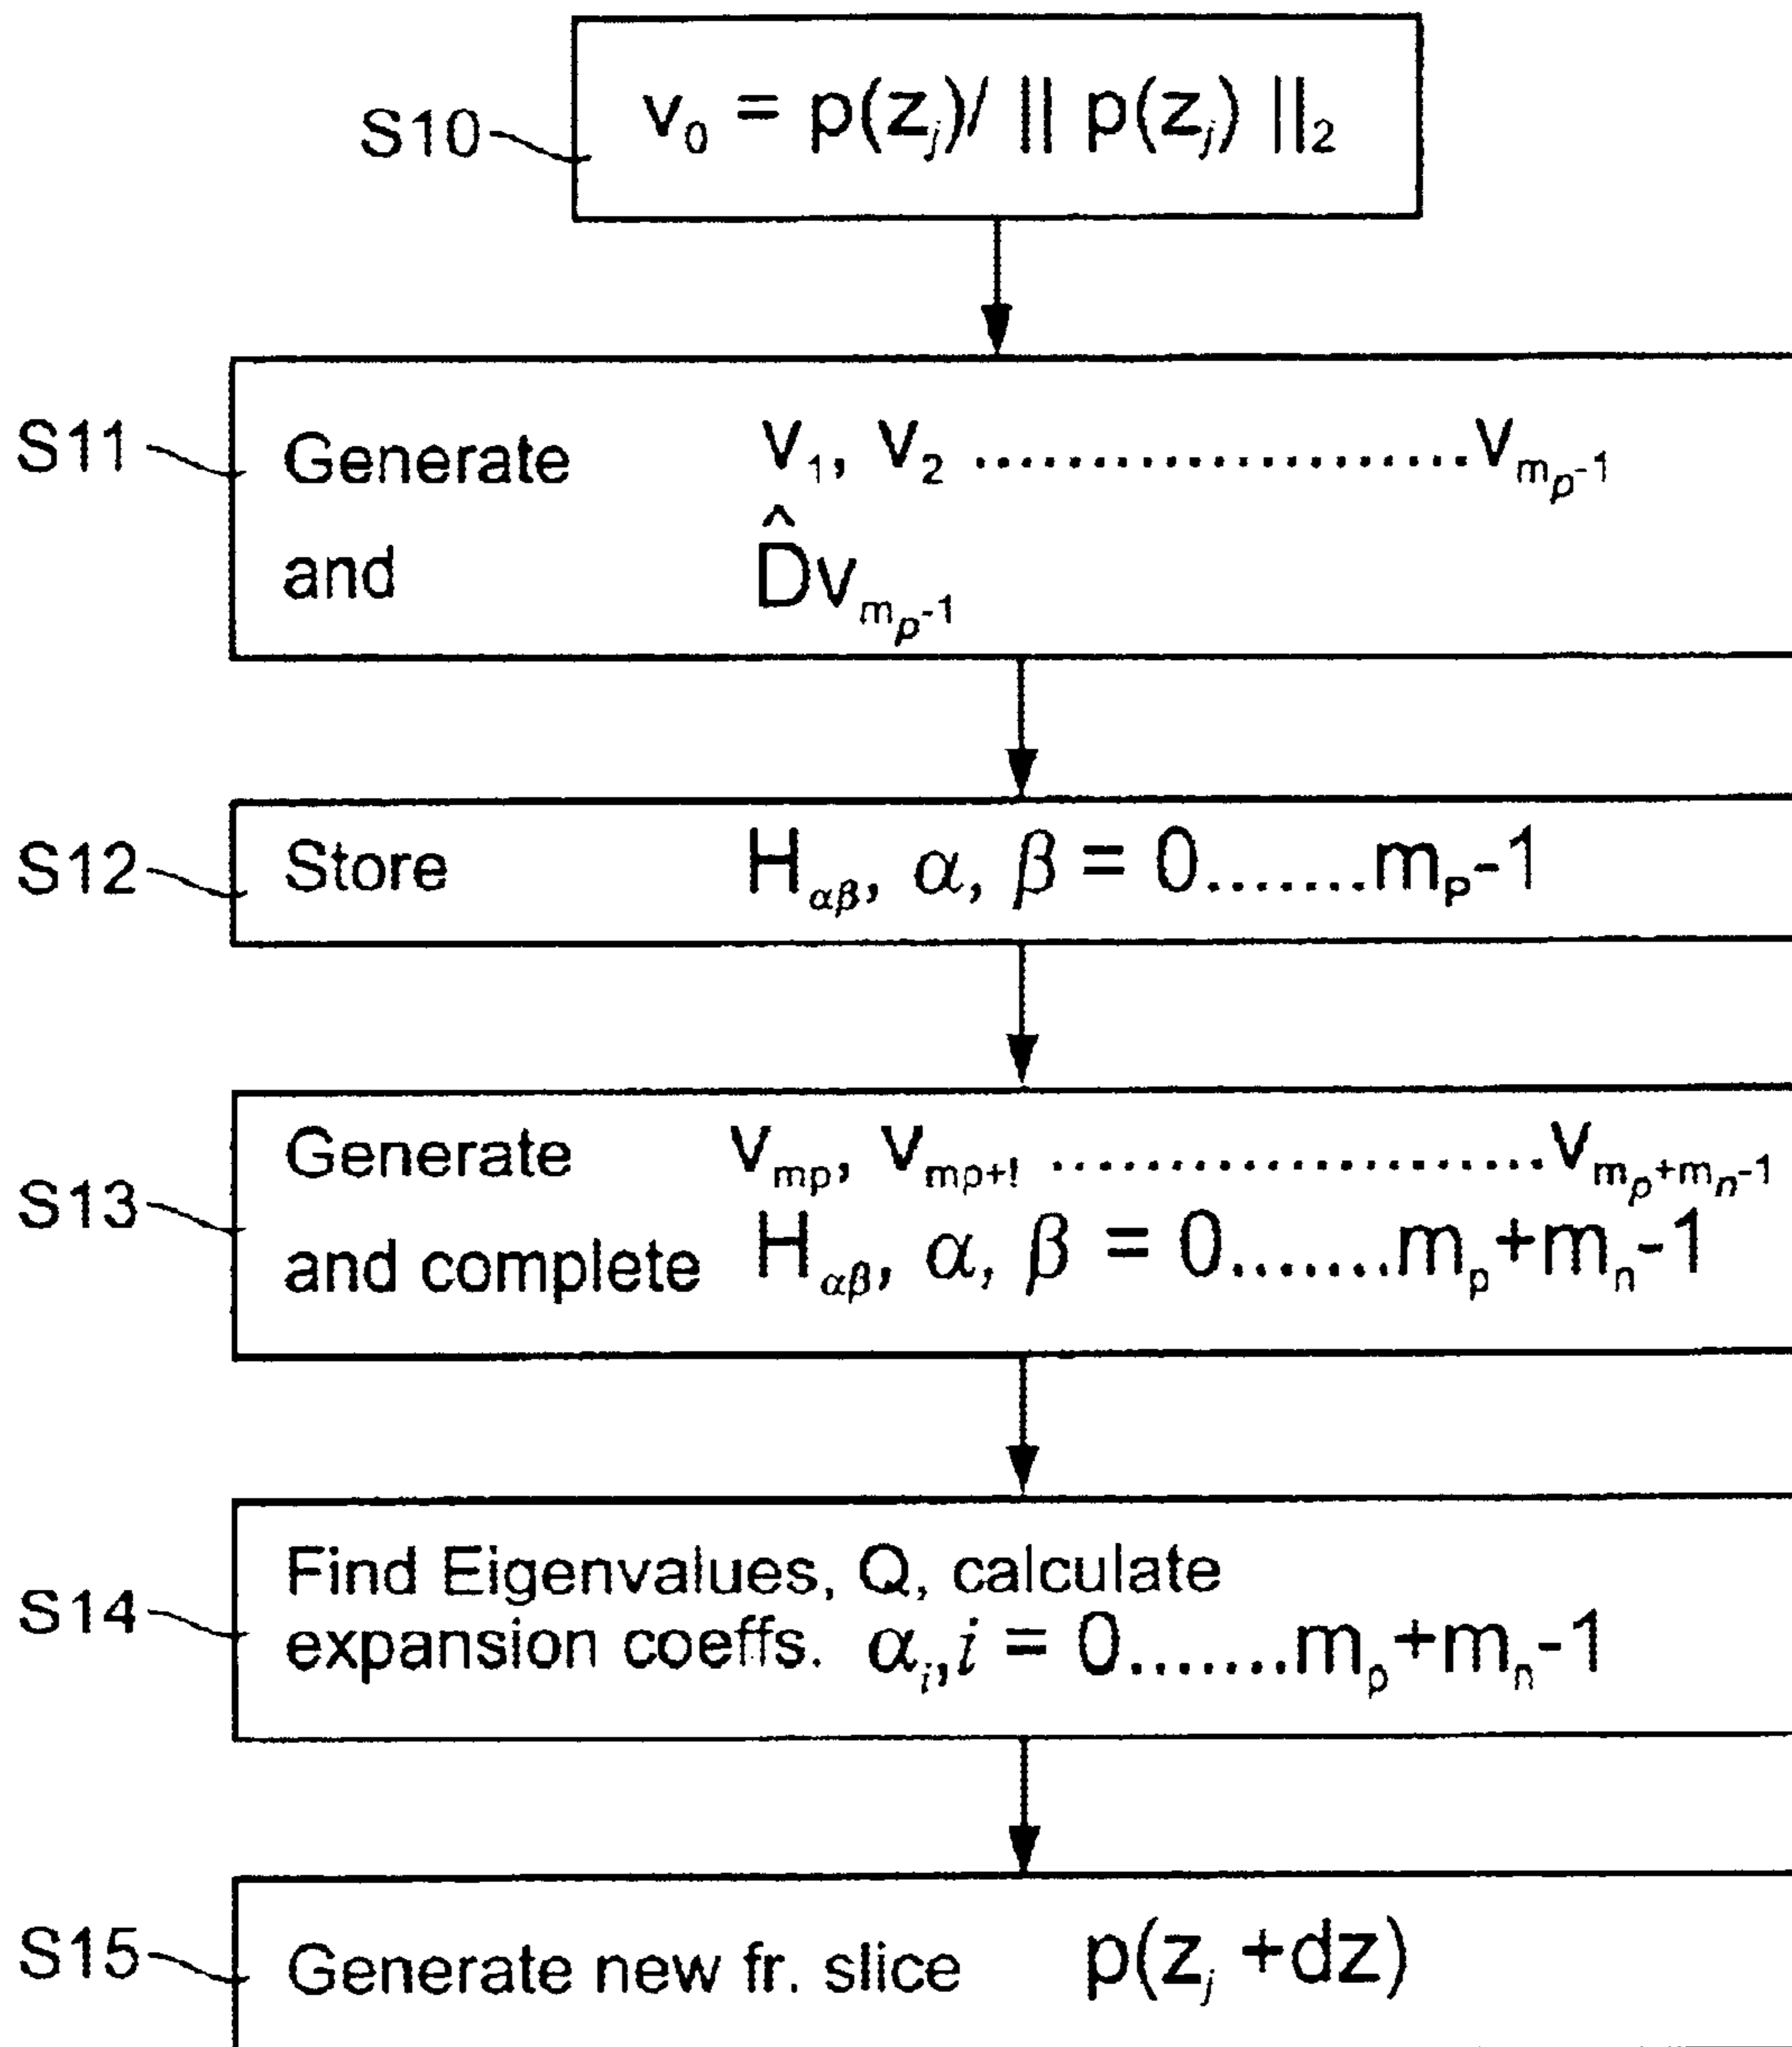 S10 v₀ = p(zⱼ)/ || p(zⱼ) ||₂
S11 Generate v₁, v₂ ......................v_{m_p-1}
and D̂v_{m_p-1}
S12 Store H_{αβ}, α, β = 0.......m_p-1
S13 Generate v_{mp}, v_{mp+!} ......................v_{m_p+m_n-1}
and complete H_{αβ}, α, β = 0.......m_p+m_n-1
S14 Find Eigenvalues, Q, calculate
expansion coeffs. α_i,i = 0.......m_p+m_n-1
S15 Generate new fr. slice p(zⱼ +dz)